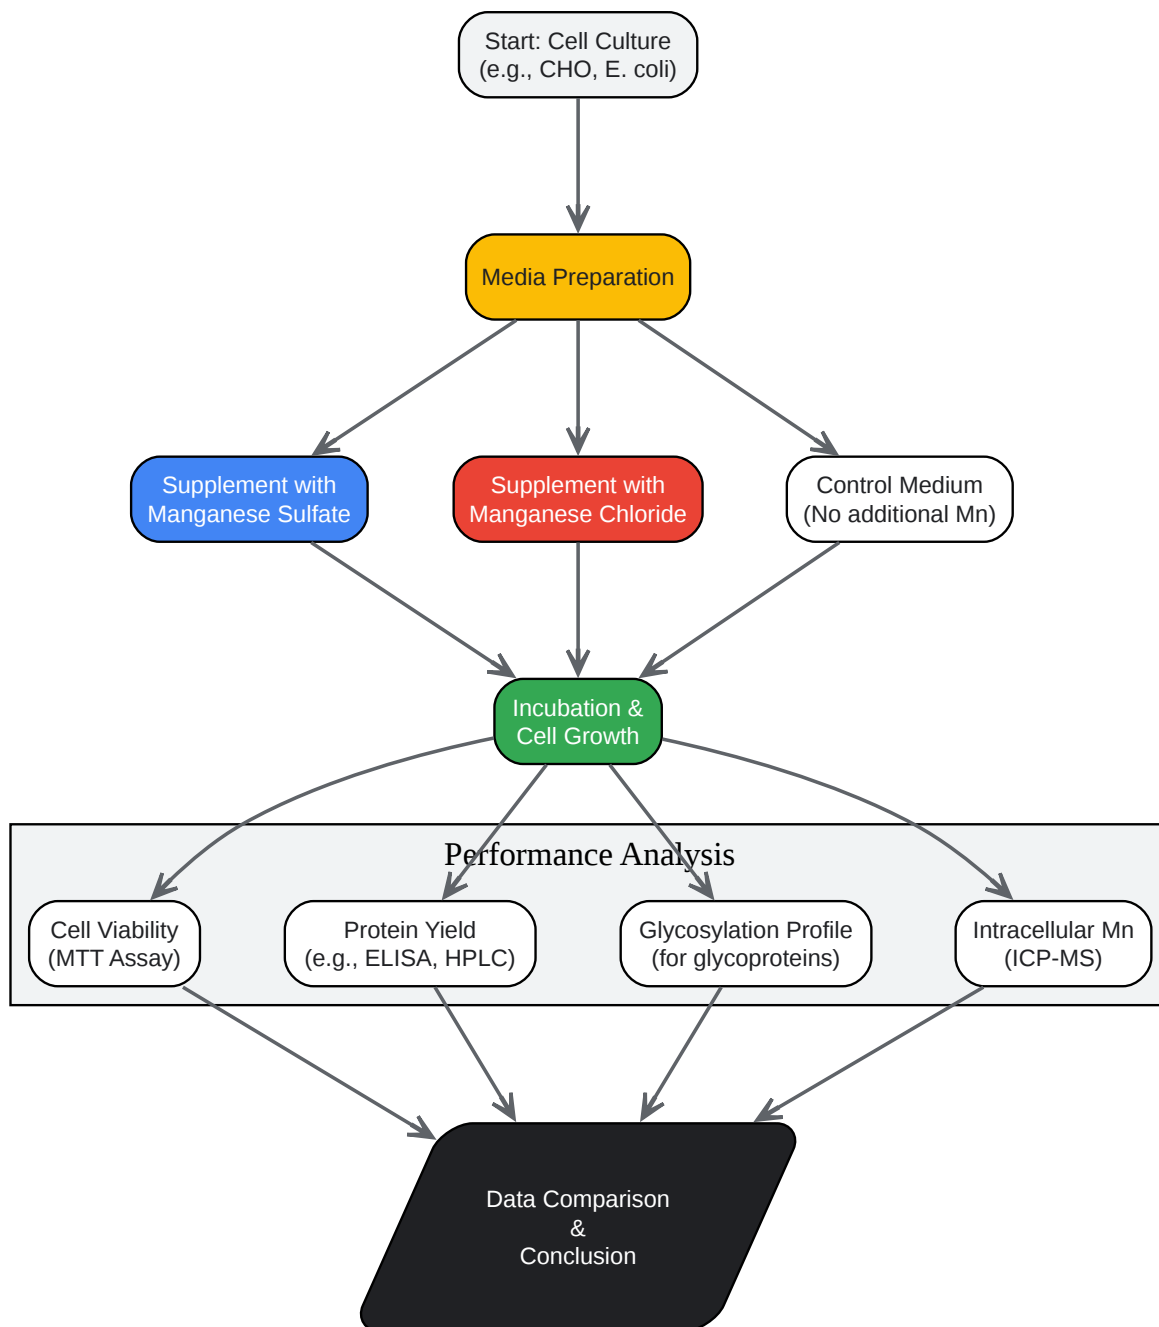 Start: Cell Culture
(e.g., CHO, E. coli)
Media Preparation
Supplement with
Manganese Sulfate
Supplement with
Manganese Chloride
Control Medium
(No additional Mn)
Incubation &
Cell Growth
Performance Analysis
Cell Viability
(MTT Assay)
Protein Yield
(e.g., ELISA, HPLC)
Glycosylation Profile
(for glycoproteins)
Intracellular Mn
(ICP-MS)
Data Comparison
&
Conclusion